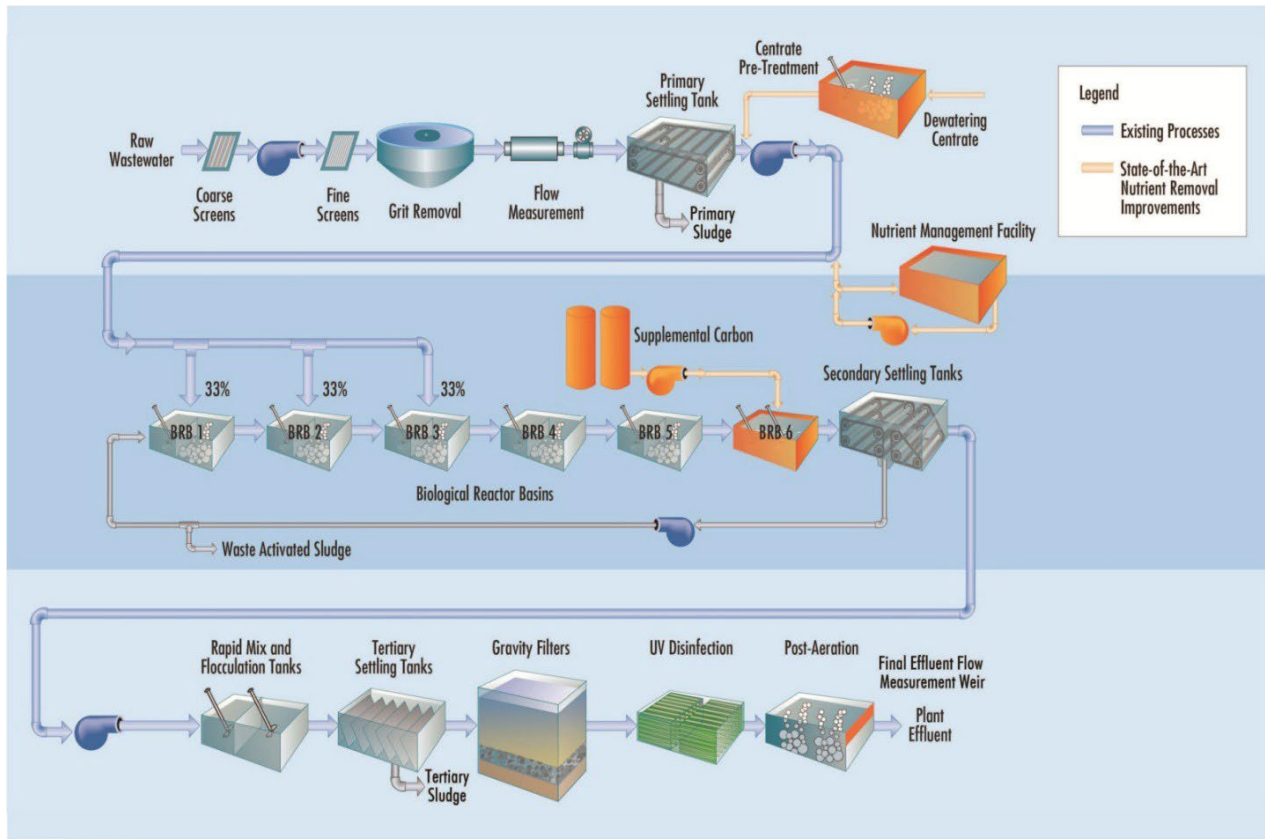 Centrate
Pre-Treatment
Primary
Settling Tank
Legend
Dewatering
Centrate
Existing Processes
Raw
Wastewater
State-of-the-Art
Nutrient Removal
Improvements
Coarse
Screens
Fine
Screens
Grit Removal
Flow
Measurement
Primary
Sludge
Nutrient Management Facility
Supplemental Carbon
Secondary Settling Tanks
33%
33%
33%
BRB 1
BRB 2
BRB 3
BRB 4
BRB 5
BRB 6
Biological Reactor Basins
Waste Activated Sludge
Rapid Mix and
Flocculation Tanks
Tertiary
Settling Tanks
Gravity Filters
UV Disinfection
Post-Aeration
Final Effluent Flow
Measurement Weir
Plant
Effluent
Tertiary
Sludge